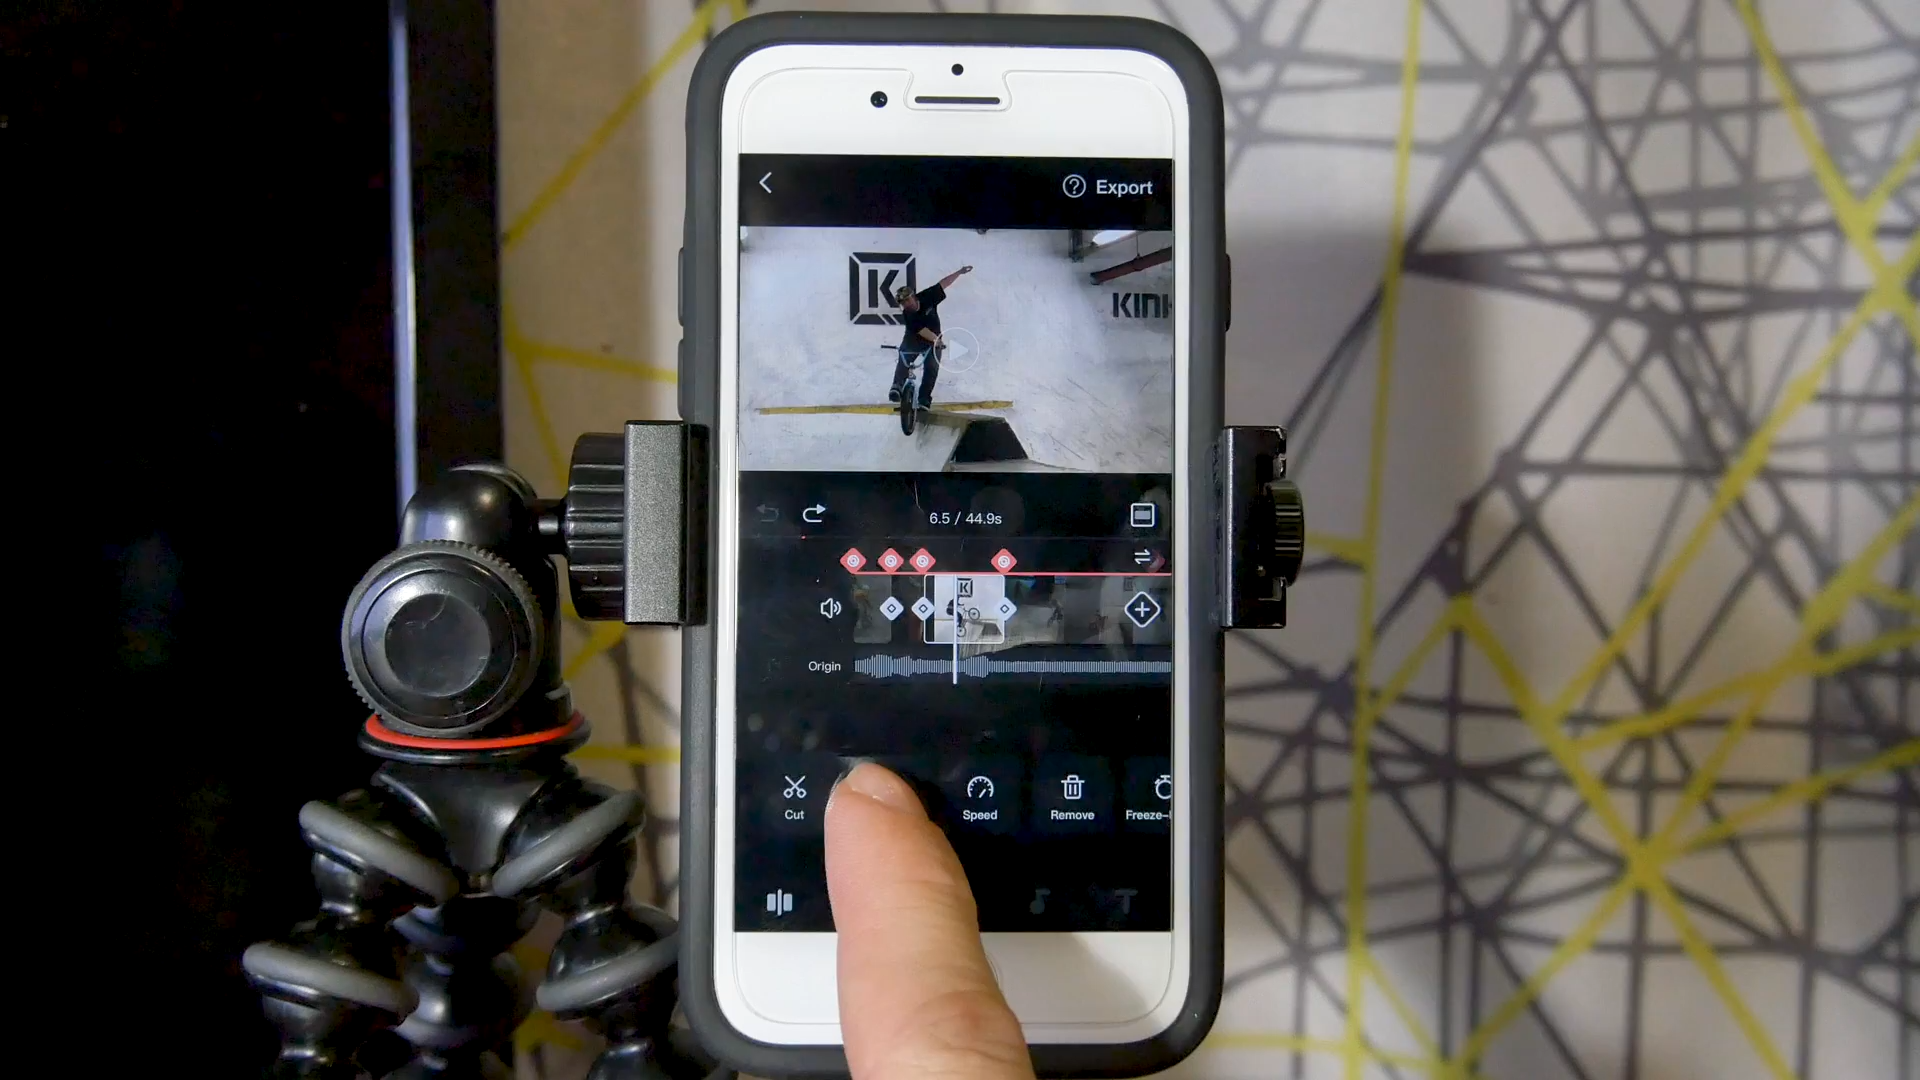 Export
K
KINK
6.5 / 44.9s
K
Origin
Cut
Speed
Remove
Freeze-